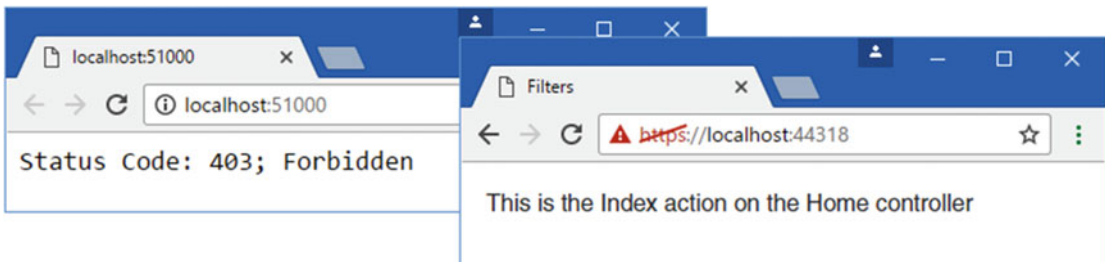 localhost:51000
localhost:51000
Status Code: 403; Forbidden
Filters
https://localhost:44318
This is the Index action on the Home controller